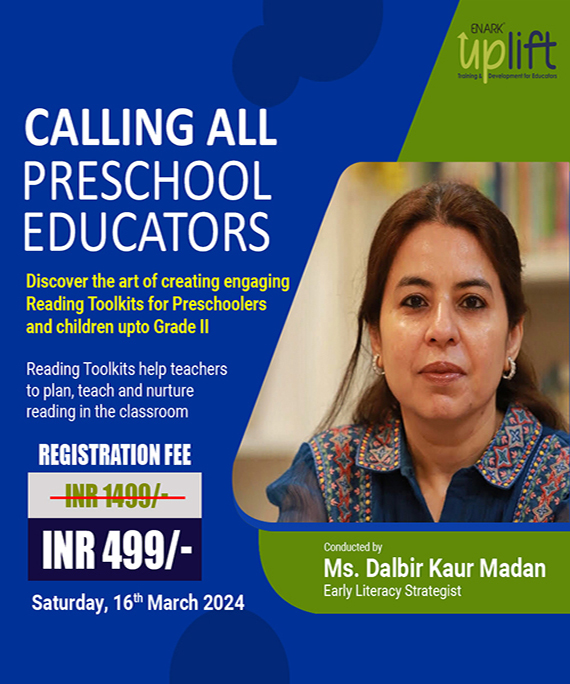 ENARK
uplift
Training & Development for Educators
CALLING ALL
PRESCHOOL
EDUCATORS
Discover the art of creating engaging
Reading Toolkits for Preschoolers
and children upto Grade II
Reading Toolkits help teachers
to plan, teach and nurture
reading in the classroom
REGISTRATION FEE
INR 1499/-
INR 499/-
Saturday, 16th March 2024
Conducted by
Ms. Dalbir Kaur Madan
Early Literacy Strategist